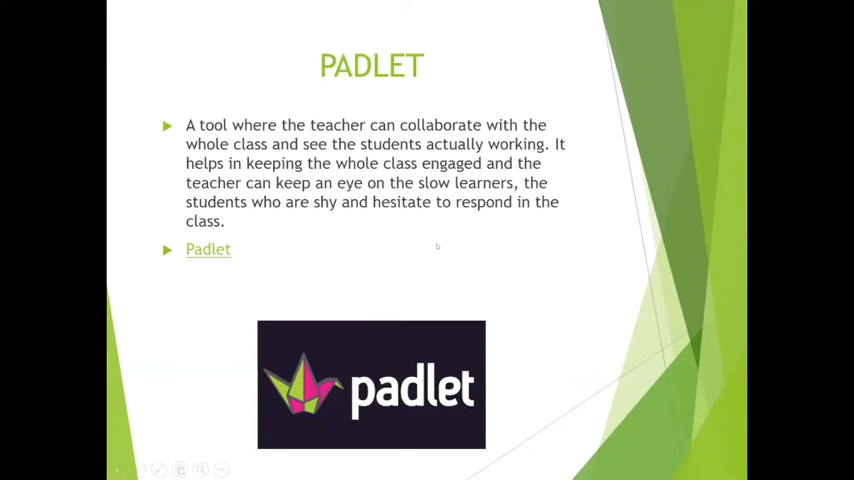 PADLET
A tool where the teacher can collaborate with the
whole class and see the students actually working. It
helps in keeping the whole class engaged and the
teacher can keep an eye on the slow learners, the
students who are shy and hesitate to respond in the
class.
Padlet
padlet